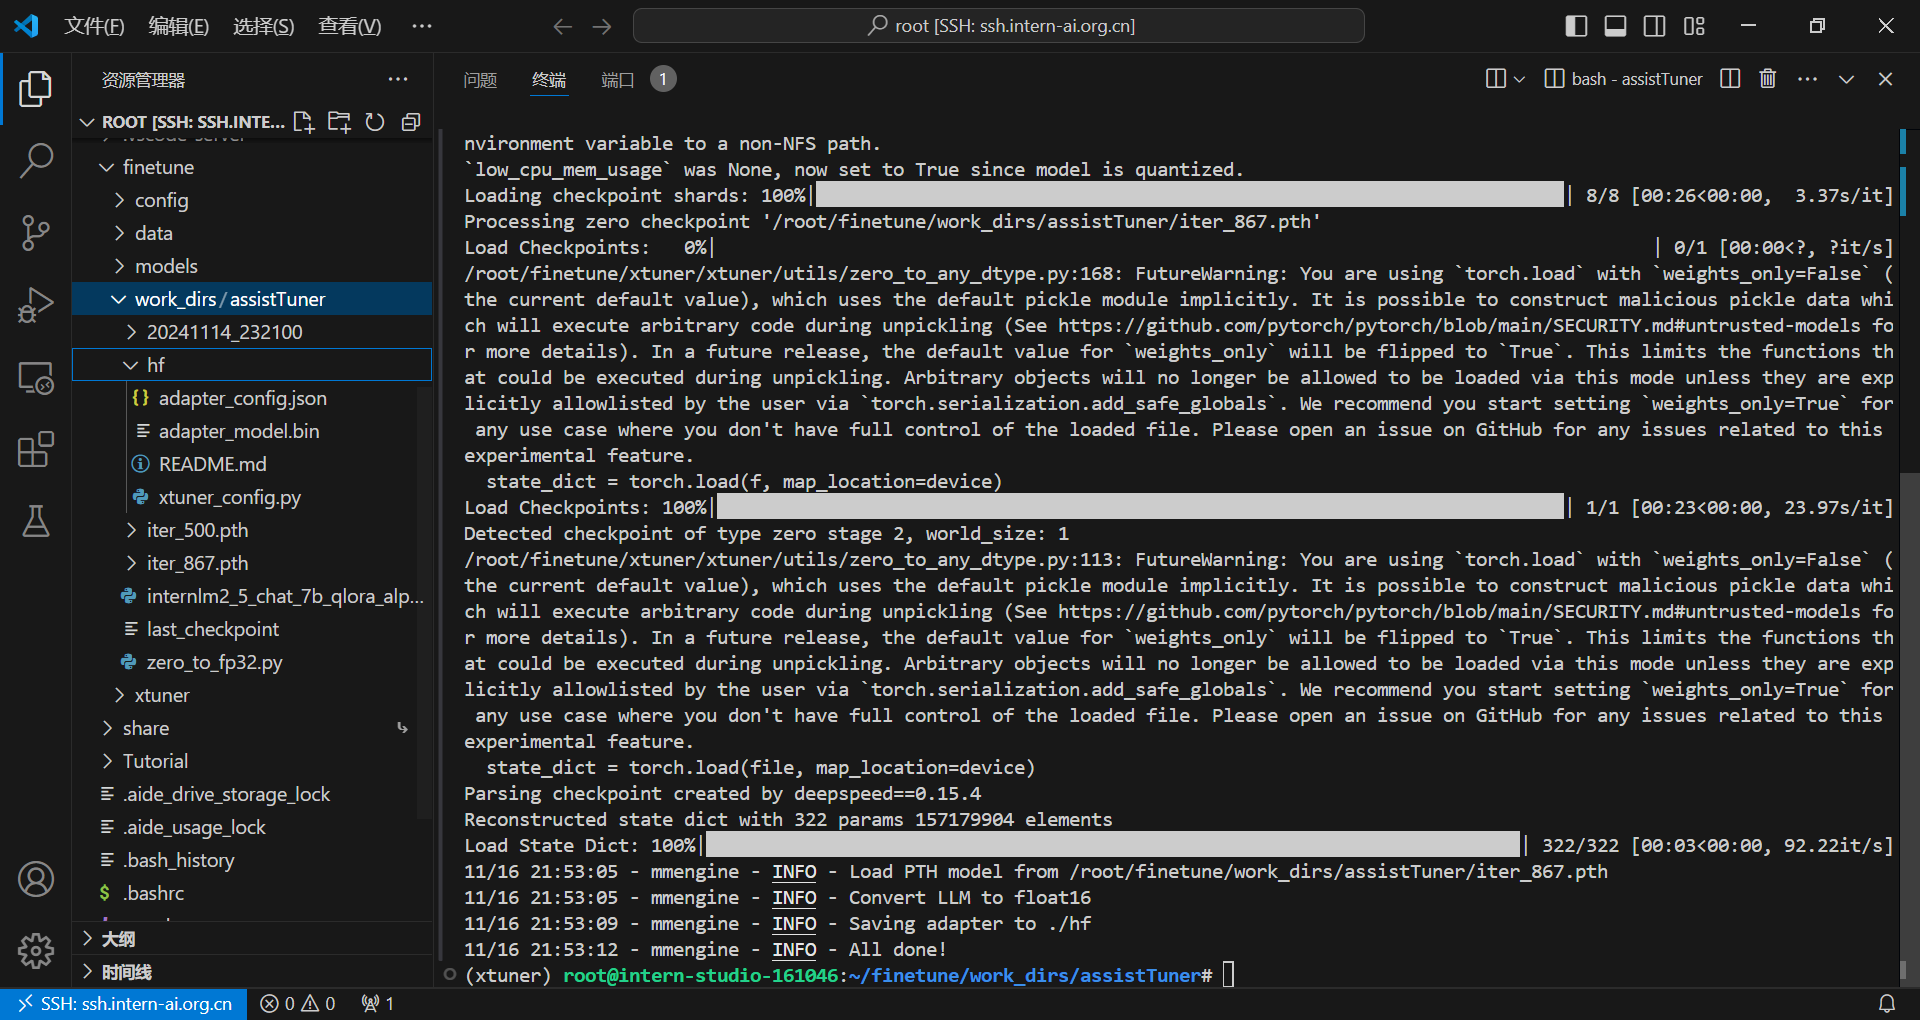 文件(F) 编辑(E) 选择(S) 查看(V) ··· root [SSH: ssh.intern-ai.org.cn]
资源管理器
ROOT [SSH: SSH.INTE...
finetune
config
data
models
work_dirs / assistTuner
20241114_232100
hf
adapter_config.json
adapter_model.bin
README.md
xtuner_config.py
iter_500.pth
iter_867.pth
internlm2_5_chat_7b_qlora_alp...
last_checkpoint
zero_to_fp32.py
xtuner
share
Tutorial
.aide_drive_storage_lock
.aide_usage_lock
.bash_history
.bashrc
大纲
时间线
问题 终端 端口 1 bash - assistTuner
nvironment variable to a non-NFS path.
`low_cpu_mem_usage` was None, now set to True since model is quantized.
Loading checkpoint shards: 100%| | 8/8 [00:26<00:00,  3.37s/it]
Processing zero checkpoint '/root/finetune/work_dirs/assistTuner/iter_867.pth'
Load Checkpoints:   0%| | 0/1 [00:00<?, ?it/s]
/root/finetune/xtuner/xtuner/utils/zero_to_any_dtype.py:168: FutureWarning: You are using `torch.load` with `weights_only=False` (
the current default value), which uses the default pickle module implicitly. It is possible to construct malicious pickle data whi
ch will execute arbitrary code during unpickling (See https://github.com/pytorch/pytorch/blob/main/SECURITY.md#untrusted-models fo
r more details). In a future release, the default value for `weights_only` will be flipped to `True`. This limits the functions th
at could be executed during unpickling. Arbitrary objects will no longer be allowed to be loaded via this mode unless they are exp
licitly allowlisted by the user via `torch.serialization.add_safe_globals`. We recommend you start setting `weights_only=True` for
any use case where you don't have full control of the loaded file. Please open an issue on GitHub for any issues related to this
experimental feature.
state_dict = torch.load(f, map_location=device)
Load Checkpoints: 100%| | 1/1 [00:23<00:00, 23.97s/it]
Detected checkpoint of type zero stage 2, world_size: 1
/root/finetune/xtuner/xtuner/utils/zero_to_any_dtype.py:113: FutureWarning: You are using `torch.load` with `weights_only=False` (
the current default value), which uses the default pickle module implicitly. It is possible to construct malicious pickle data whi
ch will execute arbitrary code during unpickling (See https://github.com/pytorch/pytorch/blob/main/SECURITY.md#untrusted-models fo
r more details). In a future release, the default value for `weights_only` will be flipped to `True`. This limits the functions th
at could be executed during unpickling. Arbitrary objects will no longer be allowed to be loaded via this mode unless they are exp
licitly allowlisted by the user via `torch.serialization.add_safe_globals`. We recommend you start setting `weights_only=True` for
any use case where you don't have full control of the loaded file. Please open an issue on GitHub for any issues related to this
experimental feature.
state_dict = torch.load(file, map_location=device)
Parsing checkpoint created by deepspeed==0.15.4
Reconstructed state dict with 322 params 157179904 elements
Load State Dict: 100%| | 322/322 [00:03<00:00, 92.22it/s]
11/16 21:53:05 - mmengine - INFO - Load PTH model from /root/finetune/work_dirs/assistTuner/iter_867.pth
11/16 21:53:05 - mmengine - INFO - Convert LLM to float16
11/16 21:53:09 - mmengine - INFO - Saving adapter to ./hf
11/16 21:53:12 - mmengine - INFO - All done!
(xtuner) root@intern-studio-161046:~/finetune/work_dirs/assistTuner#
SSH: ssh.intern-ai.org.cn 0 0 1